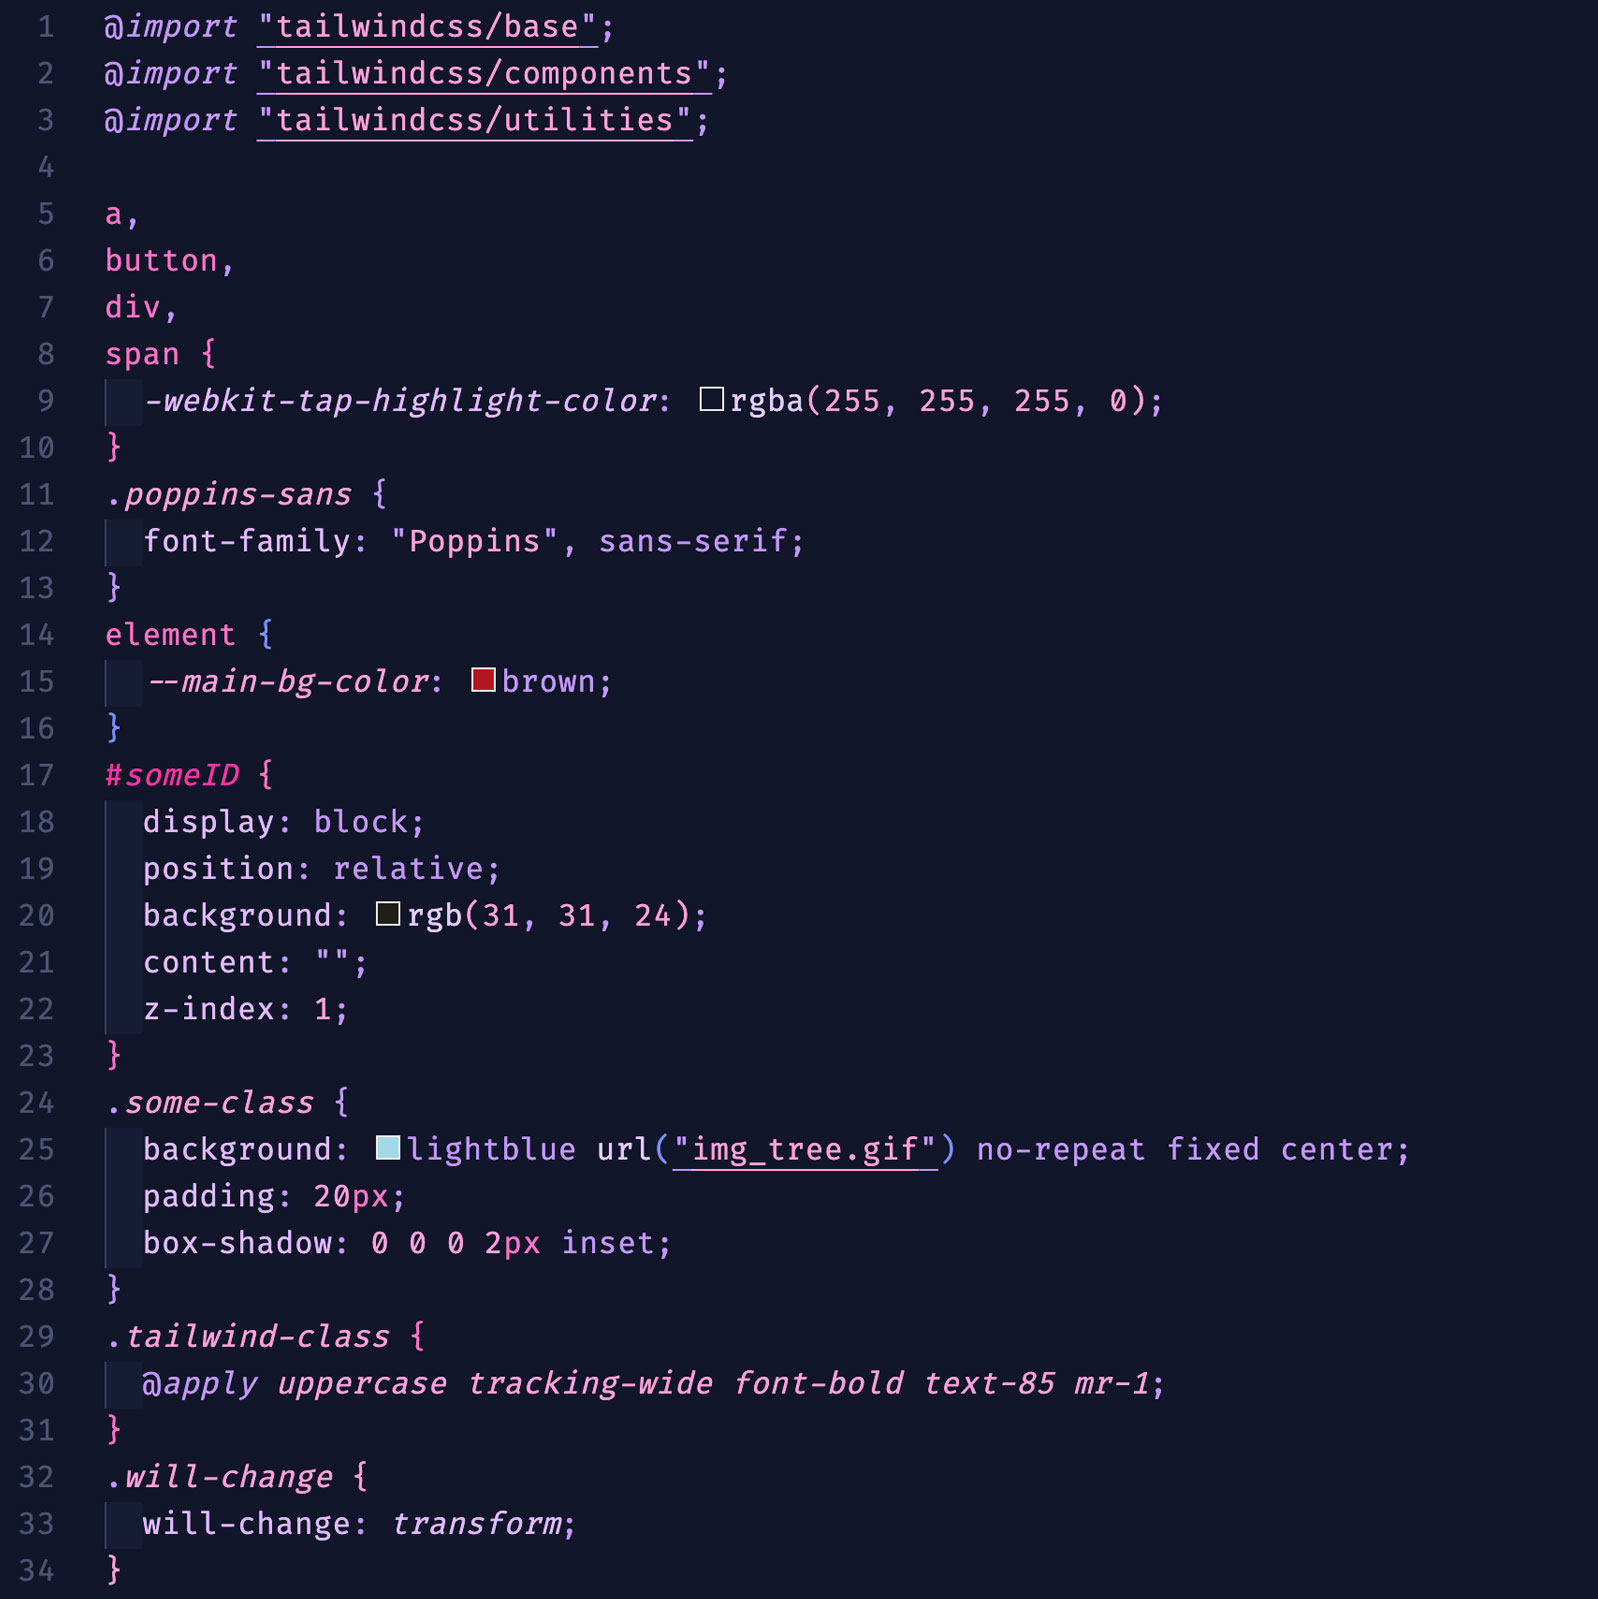 1 @import "tailwindcss/base";
2 @import "tailwindcss/components";
3 @import "tailwindcss/utilities";
4
5 a,
6 button,
7 div,
8 span {
9 -webkit-tap-highlight-color: rgba(255, 255, 255, 0);
10 }
11 .poppins-sans {
12 font-family: "Poppins", sans-serif;
13 }
14 element {
15 --main-bg-color: brown;
16 }
17 #someID {
18 display: block;
19 position: relative;
20 background: rgb(31, 31, 24);
21 content: "";
22 z-index: 1;
23 }
24 .some-class {
25 background: lightblue url("img_tree.gif") no-repeat fixed center;
26 padding: 20px;
27 box-shadow: 0 0 0 2px inset;
28 }
29 .tailwind-class {
30 @apply uppercase tracking-wide font-bold text-85 mr-1;
31 }
32 .will-change {
33 will-change: transform;
34 }